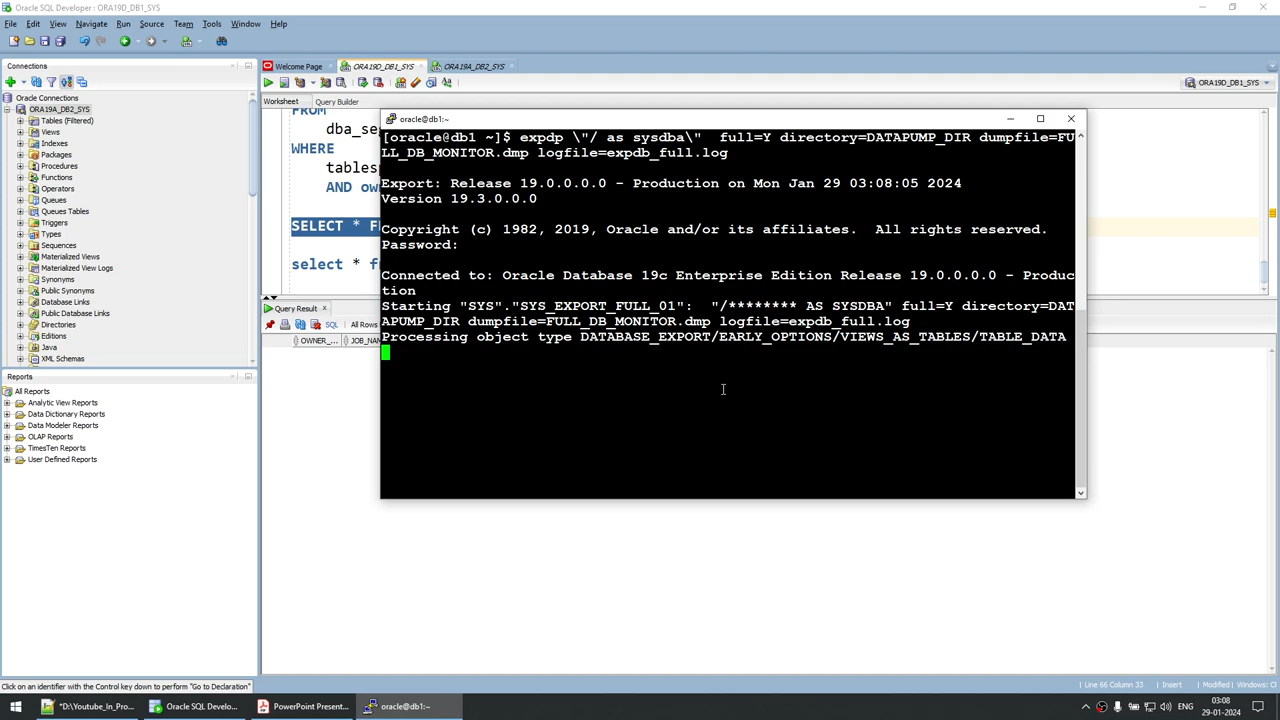 Oracle SQL Developer : ORA19D_DB1_SYS
File Edit View Navigate Run Source Team Tools Window Help
Connections
Welcome Page
ORA19D_DB1_SYS
ORA19A_DB2_SYS
ORA19D_DB1_SYS
Worksheet Query Builder
Oracle Connections
ORA19A_DB2_SYS
Tables (Filtered)
Views
Indexes
Packages
Procedures
Functions
Operators
Queues
Queues Tables
Triggers
Types
Sequences
Materialized Views
Materialized View Logs
Synonyms
Public Synonyms
Database Links
Public Database Links
Directories
Editions
Java
XML Schemas
Reports
All Reports
Analytic View Reports
Data Dictionary Reports
Data Modeler Reports
OLAP Reports
TimesTen Reports
User Defined Reports
FROM
dba_se
WHERE
tablesp
AND ow
SELECT * F
select * f
Query Result
SQL All Rows
OWNER_... JOB_NA
oracle@db1:~
[oracle@db1 ~]$ expdp \"/ as sysdba\"  full=Y directory=DATAPUMP_DIR dumpfile=FU
LL_DB_MONITOR.dmp logfile=expdb_full.log
Export: Release 19.0.0.0.0 - Production on Mon Jan 29 03:08:05 2024
Version 19.3.0.0.0
Copyright (c) 1982, 2019, Oracle and/or its affiliates.  All rights reserved.
Password:
Connected to: Oracle Database 19c Enterprise Edition Release 19.0.0.0.0 - Produc
tion
Starting "SYS"."SYS_EXPORT_FULL_01":  "/******** AS SYSDBA" full=Y directory=DAT
APUMP_DIR dumpfile=FULL_DB_MONITOR.dmp logfile=expdb_full.log
Processing object type DATABASE_EXPORT/EARLY_OPTIONS/VIEWS_AS_TABLES/TABLE_DATA
Click on an identifier with the Control key down to perform "Go to Declaration"
Line 66 Column 33 Insert Modified Windows: C
*D:\Youtube_In_Pro... Oracle SQL Develo... PowerPoint Present... oracle@db1:~
ENG
03:08
29-01-2024